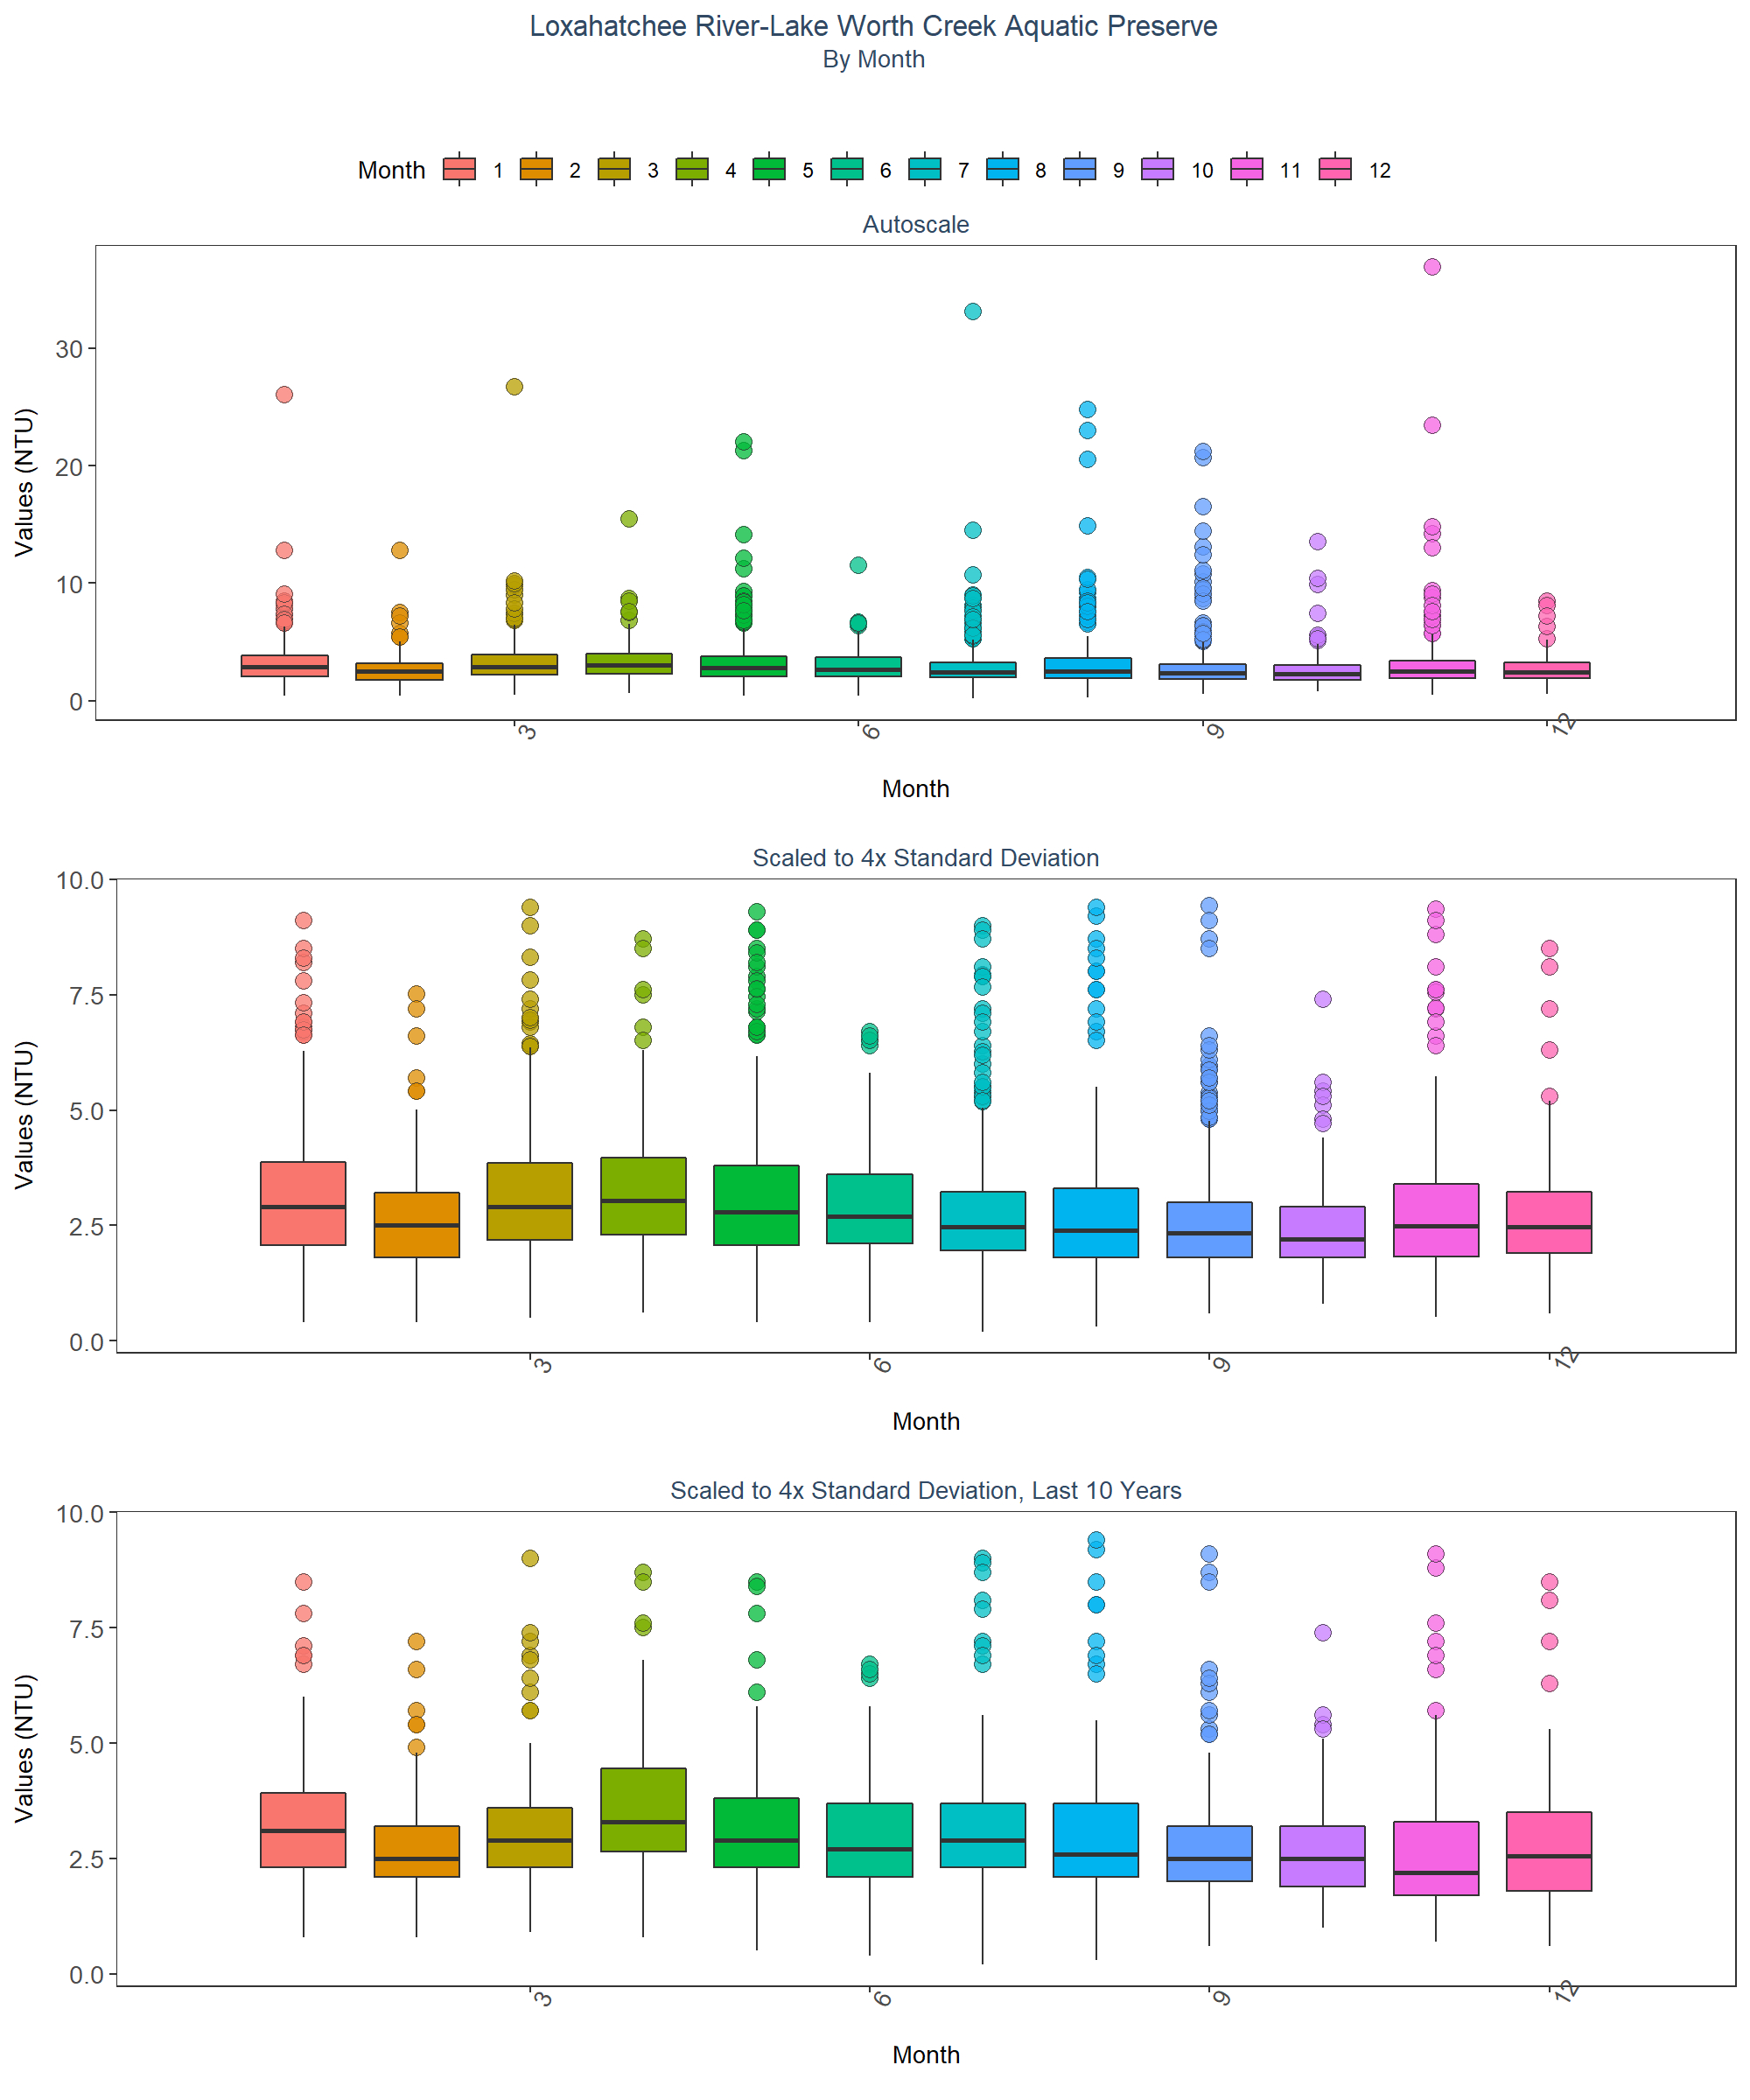 Loxahatchee River-Lake Worth Creek Aquatic Preserve
By Month
Month 1 2 3 4 5 6 7 8 9 10 11 12
Autoscale
Values (NTU)
30
20
10
0
3 6 9 12
Month
Scaled to 4x Standard Deviation
Values (NTU)
10.0
7.5
5.0
2.5
0.0
3 6 9 12
Month
Scaled to 4x Standard Deviation, Last 10 Years
Values (NTU)
10.0
7.5
5.0
2.5
0.0
3 6 9 12
Month